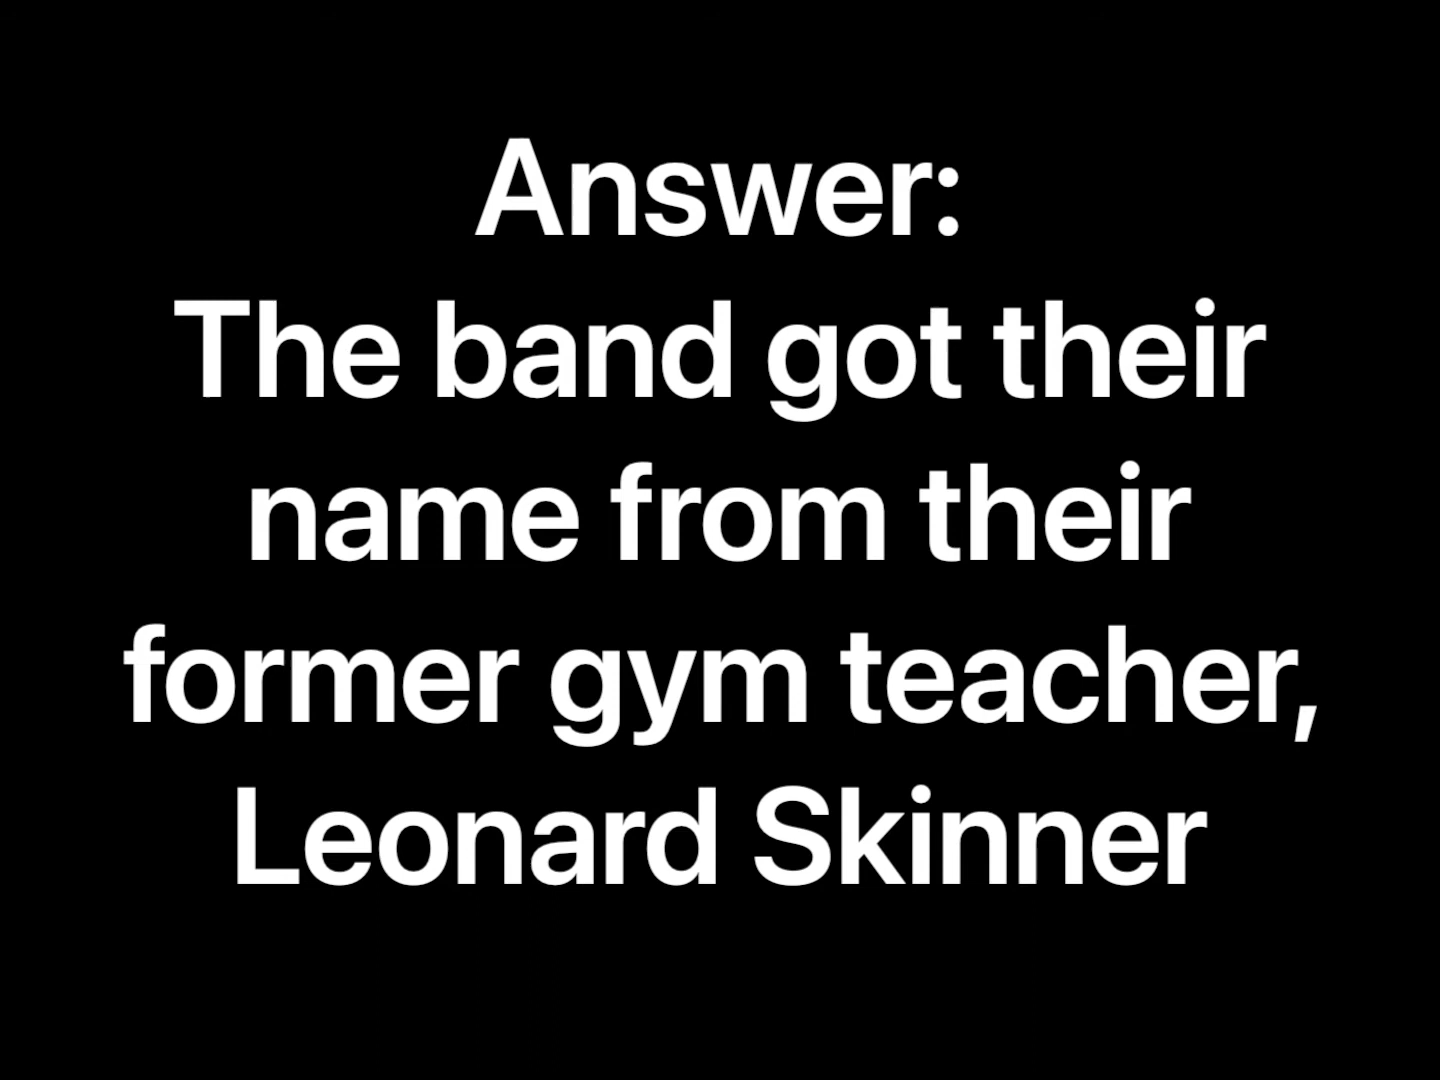 Answer:
The band got their
name from their
former gym teacher,
Leonard Skinner